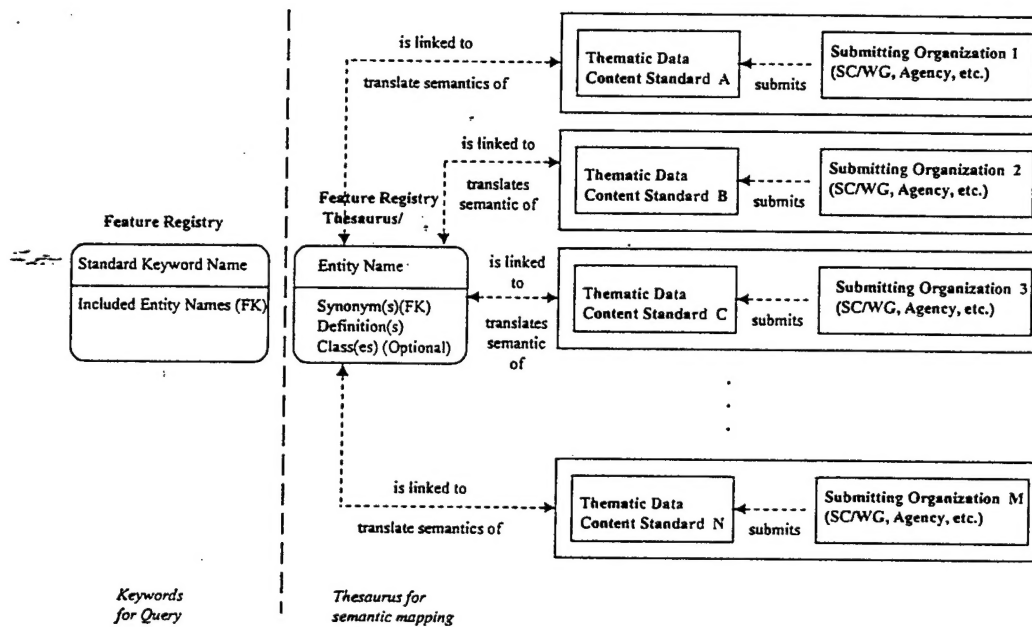 Feature Registry
Standard Keyword Name
Included Entity Names (FK)
Keywords
for Query
Feature Registry
Thesaurus/
Entity Name
Synonym(s)(FK)
Definition(s)
Class(es) (Optional)
Thesaurus for
semantic mapping
is linked to
translate semantics of
Thematic Data
Content Standard A
submits
Submitting Organization 1
(SC/WG, Agency, etc.)
is linked to
translates
semantic of
Thematic Data
Content Standard B
submits
Submitting Organization 2
(SC/WG, Agency, etc.)
is linked
to
translates
semantic
of
Thematic Data
Content Standard C
submits
Submitting Organization 3
(SC/WG, Agency, etc.)
is linked to
translate semantics of
Thematic Data
Content Standard N
submits
Submitting Organization M
(SC/WG, Agency, etc.)